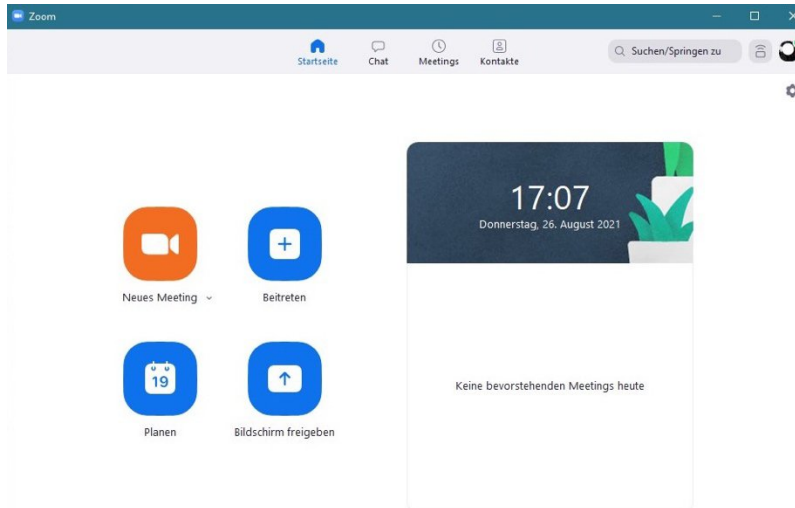 Zoom
Startseite
Chat
Meetings
Kontakte
Suchen/Springen zu
17:07
Donnerstag, 26. August 2021
Neues Meeting
Beitreten
19
Planen
Bildschirm freigeben
Keine bevorstehenden Meetings heute